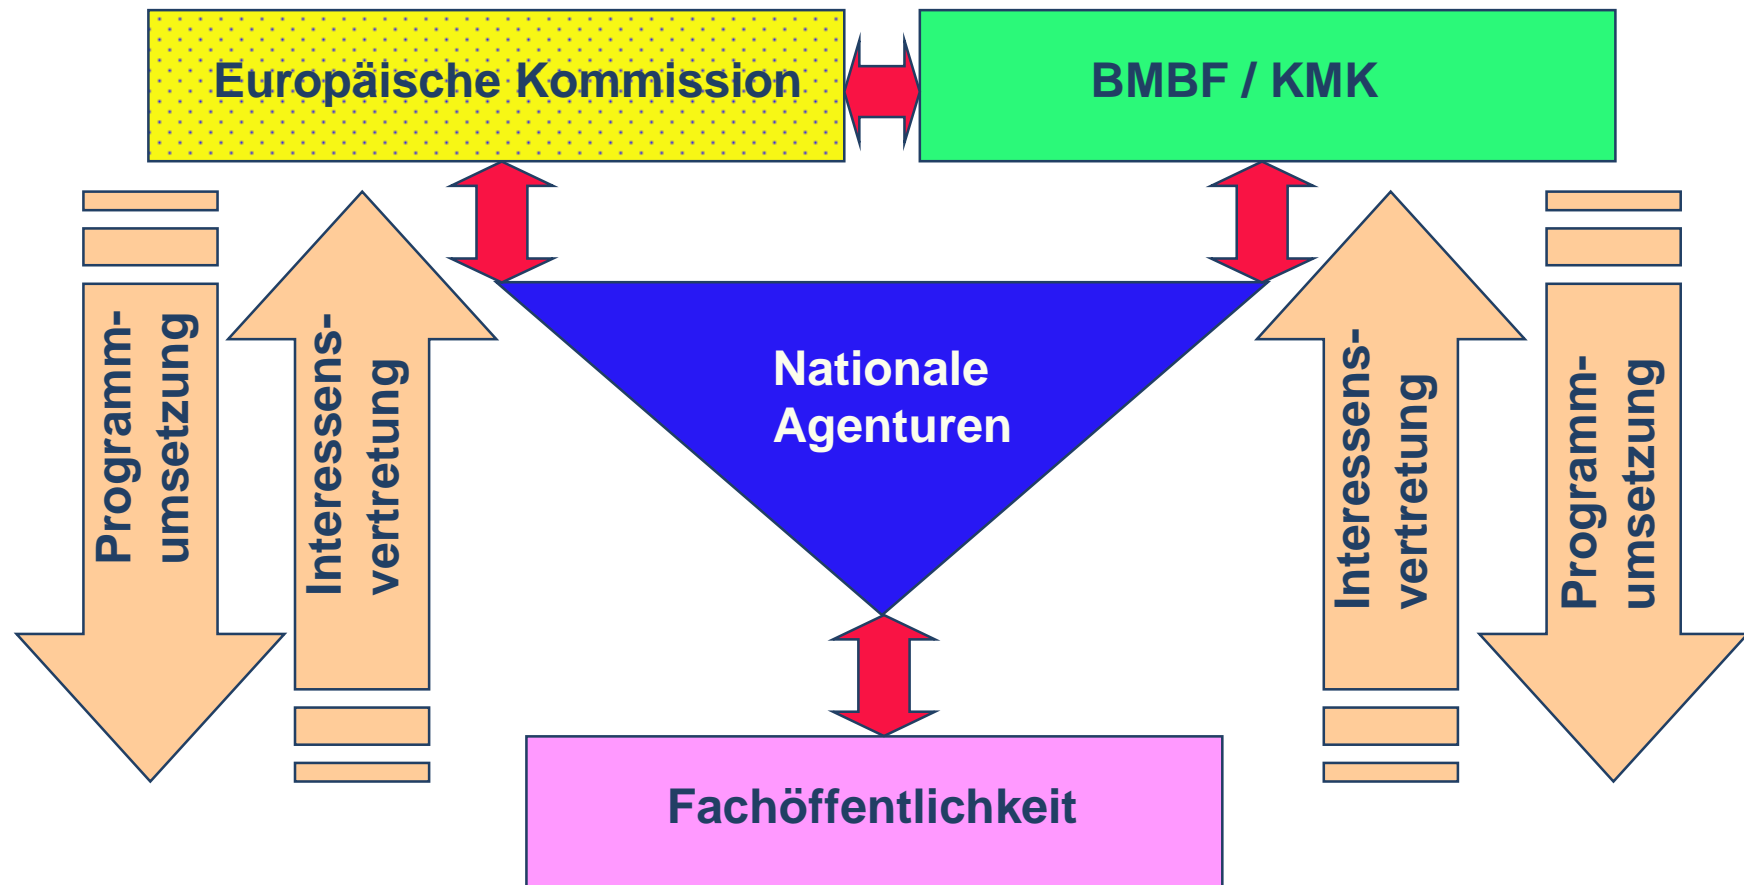 Europäische Kommission
BMBF / KMK
Programm-
umsetzung
Interessens-
vertretung
Nationale
Agenturen
Interessens-
vertretung
Programm-
umsetzung
Fachöffentlichkeit